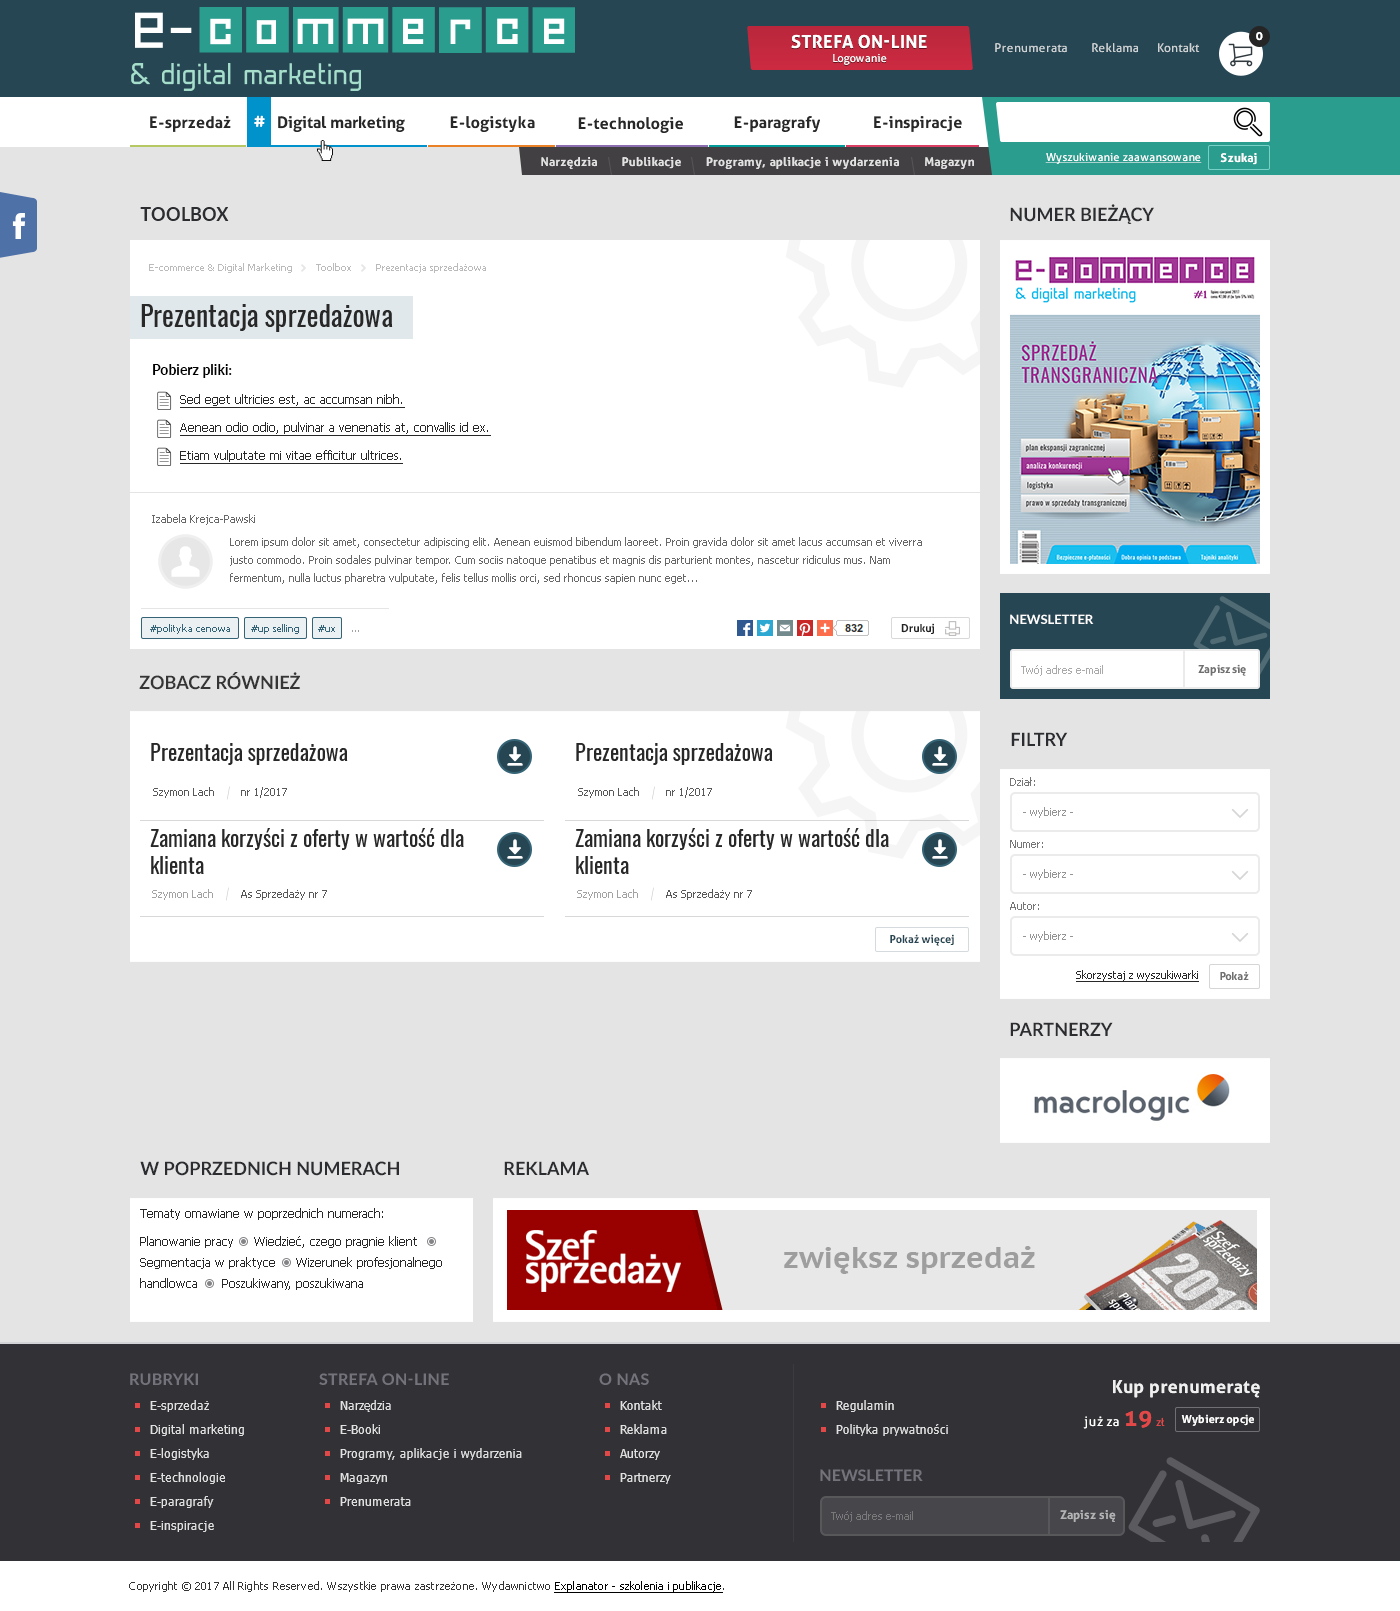 e-commerce
& digital marketing
STREFA ON-LINE
Logowanie
Prenumerata
Reklama
Kontakt
0
E-sprzedaż
# Digital marketing
E-logistyka
E-technologie
E-paragrafy
E-inspiracje
Narzędzia
Publikacje
Programy, aplikacje i wydarzenia
Magazyn
Wyszukiwanie zaawansowane
Szukaj
f
TOOLBOX
E-commerce & Digital Marketing > Toolbox > Prezentacja sprzedażowa
Prezentacja sprzedażowa
Pobierz pliki:
Sed eget ultricies est, ac accumsan nibh.
Aenean odio odio, pulvinar a venenatis at, convallis id ex.
Etiam vulputate mi vitae efficitur ultrices.
Izabela Krejca-Pawski
Lorem ipsum dolor sit amet, consectetur adipiscing elit. Aenean euismod bibendum laoreet. Proin gravida dolor sit amet lacus accumsan et viverra
justo commodo. Proin sodales pulvinar tempor. Cum sociis natoque penatibus et magnis dis parturient montes, nascetur ridiculus mus. Nam
fermentum, nulla luctus pharetra vulputate, felis tellus mollis orci, sed rhoncus sapien nunc eget...
#polityka cenowa
#up selling
#ux
...
832
Drukuj
ZOBACZ RÓWNIEŻ
Prezentacja sprzedażowa
Szymon Lach / nr 1/2017
Prezentacja sprzedażowa
Szymon Lach / nr 1/2017
Zamiana korzyści z oferty w wartość dla
klienta
Szymon Lach / As Sprzedaży nr 7
Zamiana korzyści z oferty w wartość dla
klienta
Szymon Lach / As Sprzedaży nr 7
Pokaż więcej
NUMER BIEŻĄCY
e-commerce
& digital marketing
#1
SPRZEDAŻ
TRANSGRANICZNA
plan ekspansji zagranicznej
analiza konkurencji
logistyka
prawo w sprzedaży transgranicznej
Bezpieczne e-płatności
Dobra opinia to podstawa
Tajniki analityki
NEWSLETTER
Twój adres e-mail
Zapisz się
FILTRY
Dział:
- wybierz -
Numer:
- wybierz -
Autor:
- wybierz -
Skorzystaj z wyszukiwarki
Pokaż
PARTNERZY
macrologic
W POPRZEDNICH NUMERACH
Tematy omawiane w poprzednich numerach:
Planowanie pracy Wiedzieć, czego pragnie klient
Segmentacja w praktyce Wizerunek profesjonalnego
handlowca Poszukiwany, poszukiwana
REKLAMA
Szef
sprzedaży
zwiększ sprzedaż
Szef
sprzedaży
RUBRYKI
E-sprzedaż
Digital marketing
E-logistyka
E-technologie
E-paragrafy
E-inspiracje
STREFA ON-LINE
Narzędzia
E-Booki
Programy, aplikacje i wydarzenia
Magazyn
Prenumerata
O NAS
Kontakt
Reklama
Autorzy
Partnerzy
Regulamin
Polityka prywatności
Kup prenumeratę
już za 19 zł
Wybierz opcje
NEWSLETTER
Twój adres e-mail
Zapisz się
Copyright © 2017 All Rights Reserved. Wszystkie prawa zastrzeżone. Wydawnictwo Explanator - szkolenia i publikacje.